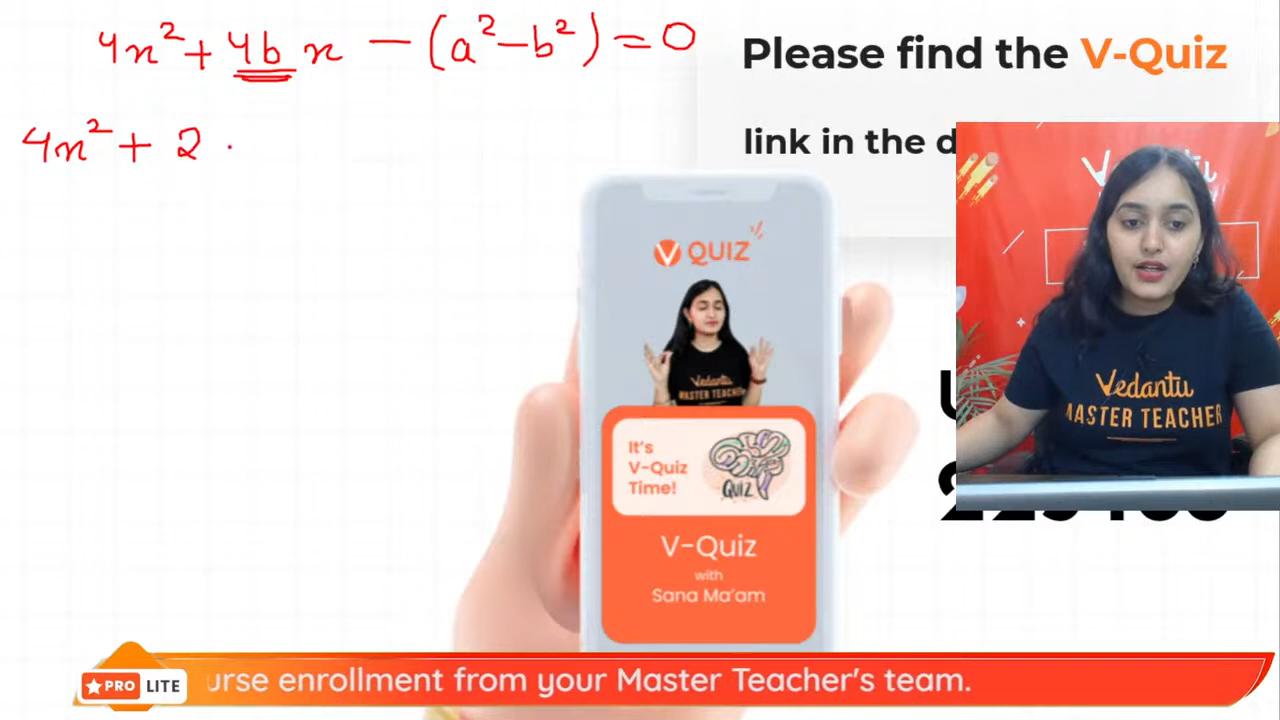 4x² + 4b x − (a² − b²) = 0
4x² + 2 ·
Please find the V-Quiz
link in the d
V QUIZ
It's
V-Quiz
Time!
QUIZ
V-Quiz
with
Sana Ma'am
Vedantu
MASTER TEACHER
Vedantu
MASTER TEACHER
PRO LITE
urse enrollment from your Master Teacher's team.